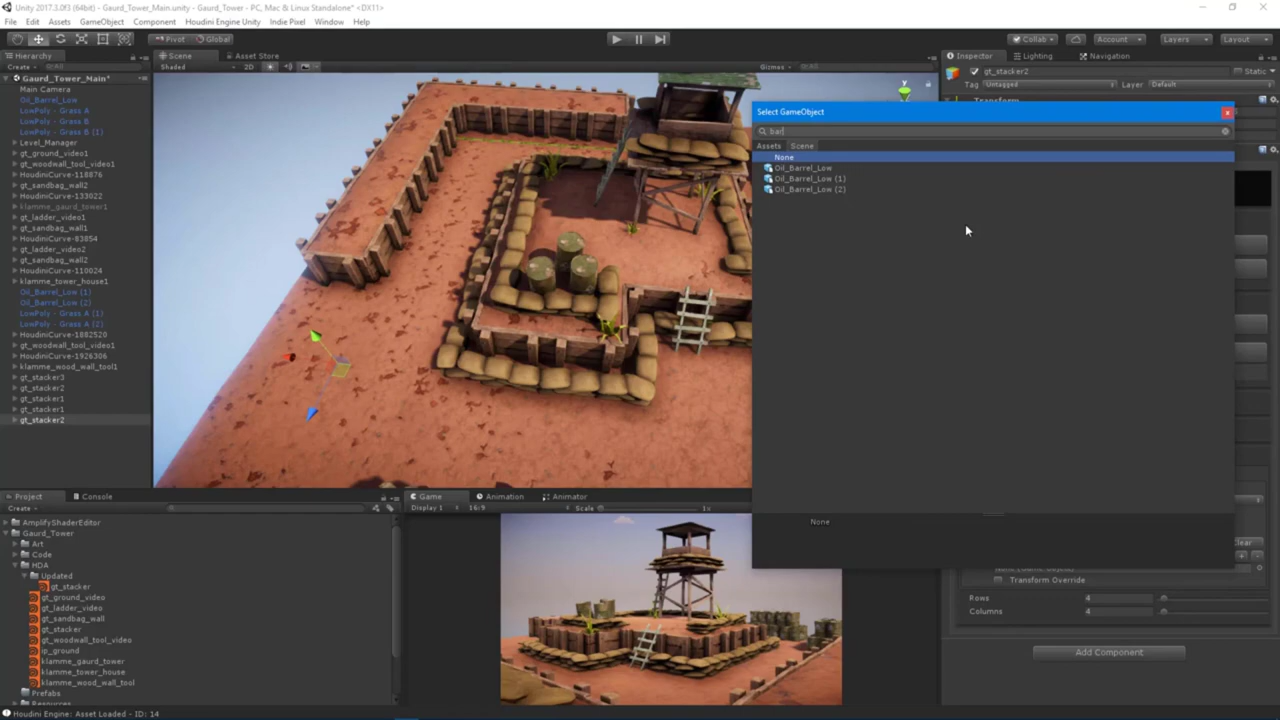 Unity 2017.3.0f3 (64bit) - Gaurd_Tower_Main.unity - Gaurd_Tower - PC, Mac & Linux Standalone* <DX11>
File Edit Assets GameObject Component Houdini Engine Unity Indie Pixel Window Help
Pivot Global Collab Account Layers Layout
Hierarchy Scene Asset Store Inspector Lighting Navigation
Create All Shaded 2D Gizmos All
Gaurd_Tower_Main*
Main Camera
Oil_Barrel_Low
LowPoly - Grass A
LowPoly - Grass B
LowPoly - Grass B (1)
Level_Manager
gt_ground_video1
gt_woodwall_tool_video1
HoudiniCurve-118876
gt_sandbag_wall2
HoudiniCurve-133022
klamme_gaurd_tower1
gt_ladder_video1
gt_sandbag_wall1
HoudiniCurve-83854
gt_ladder_video2
gt_sandbag_wall2
HoudiniCurve-110024
klamme_tower_house1
Oil_Barrel_Low (1)
Oil_Barrel_Low (2)
LowPoly - Grass A (1)
LowPoly - Grass A (2)
HoudiniCurve-1882520
gt_woodwall_tool_video1
HoudiniCurve-1926306
klamme_wood_wall_tool1
gt_stacker3
gt_stacker2
gt_stacker1
gt_stacker1
gt_stacker2
y
gt_stacker2 Static
Tag Untagged Layer Default
Transform
Select GameObject
bar
Assets Scene
None
Oil_Barrel_Low
Oil_Barrel_Low (1)
Oil_Barrel_Low (2)
None
Clear
Transform Override
Rows 4
Columns 4
Add Component
Project Console
Create
AmplifyShaderEditor
Gaurd_Tower
Art
Code
HDA
Updated
gt_stacker
gt_ground_video
gt_ladder_video
gt_sandbag_wall
gt_stacker
gt_woodwall_tool_video
ip_ground
klamme_gaurd_tower
klamme_tower_house
klamme_wood_wall_tool
Prefabs
Game Animation Animator
Display 1 16:9 Scale 1x
Houdini Engine: Asset Loaded - ID: 14